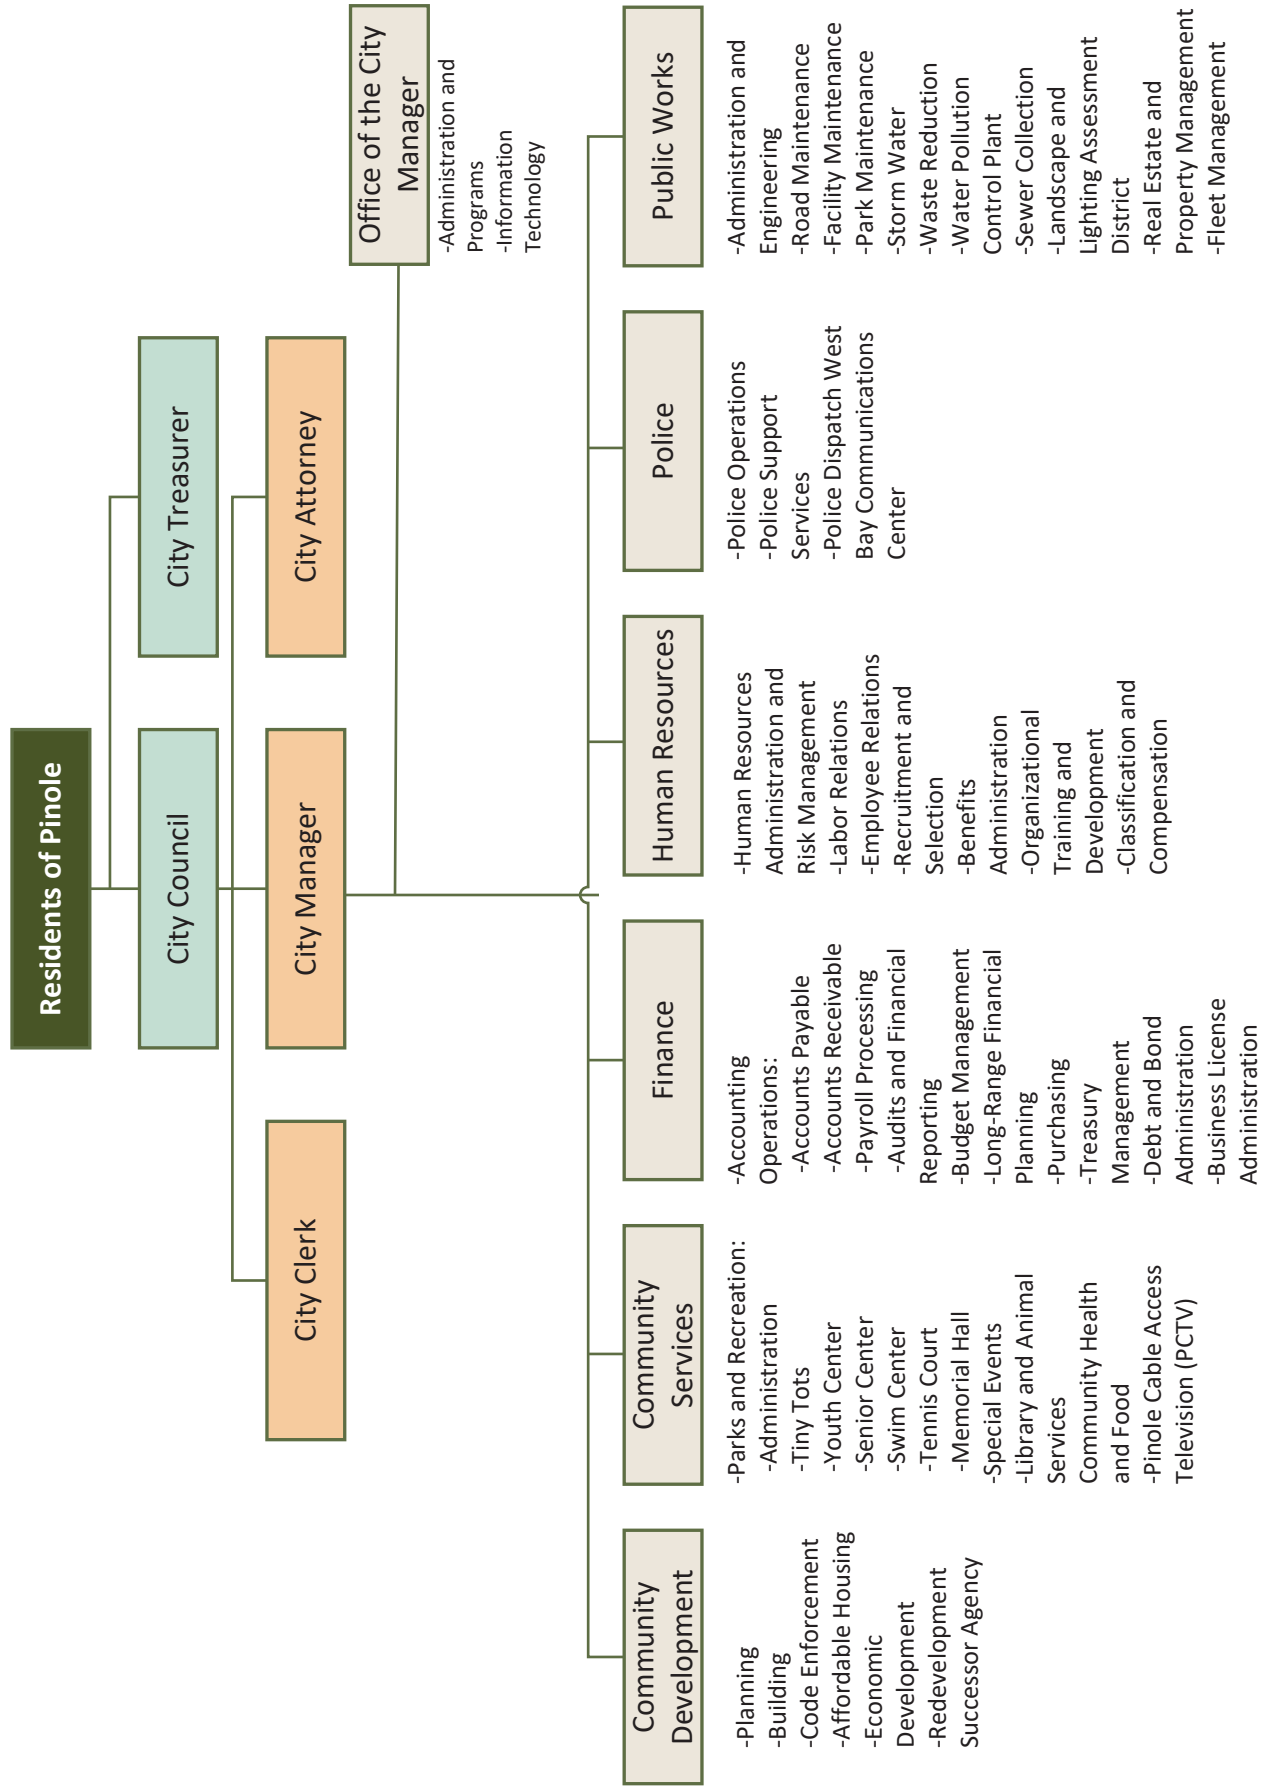 Residents of Pinole
City Council
City Treasurer
City Clerk
City Manager
City Attorney
Office of the City
Manager
-Administration and
Programs
-Information
Technology
Community
Development
-Planning
-Building
-Code Enforcement
-Affordable Housing
-Economic
Development
-Redevelopment
Successor Agency
Community
Services
-Parks and Recreation:
-Administration
-Tiny Tots
-Youth Center
-Senior Center
-Swim Center
-Tennis Court
-Memorial Hall
-Special Events
-Library and Animal
Services
Community Health
and Food
-Pinole Cable Access
Television (PCTV)
Finance
-Accounting
Operations:
-Accounts Payable
-Accounts Receivable
-Payroll Processing
-Audits and Financial
Reporting
-Budget Management
-Long-Range Financial
Planning
-Purchasing
-Treasury
Management
-Debt and Bond
Administration
-Business License
Administration
Human Resources
-Human Resources
Administration and
Risk Management
-Labor Relations
-Employee Relations
-Recruitment and
Selection
-Benefits
Administration
-Organizational
Training and
Development
-Classification and
Compensation
Police
-Police Operations
-Police Support
Services
-Police Dispatch West
Bay Communications
Center
Public Works
-Administration and
Engineering
-Road Maintenance
-Facility Maintenance
-Park Maintenance
-Storm Water
-Waste Reduction
-Water Pollution
Control Plant
-Sewer Collection
-Landscape and
Lighting Assessment
District
-Real Estate and
Property Management
-Fleet Management